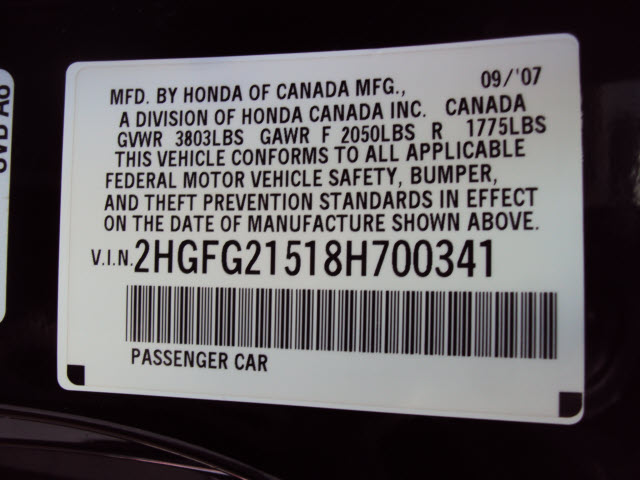 MFD. BY HONDA OF CANADA MFG., 09/'07
A DIVISION OF HONDA CANADA INC. CANADA
GVWR 3803LBS GAWR F 2050LBS R 1775LBS
THIS VEHICLE CONFORMS TO ALL APPLICABLE
FEDERAL MOTOR VEHICLE SAFETY, BUMPER,
AND THEFT PREVENTION STANDARDS IN EFFECT
ON THE DATE OF MANUFACTURE SHOWN ABOVE.
V.I.N. 2HGFG21518H700341
PASSENGER CAR